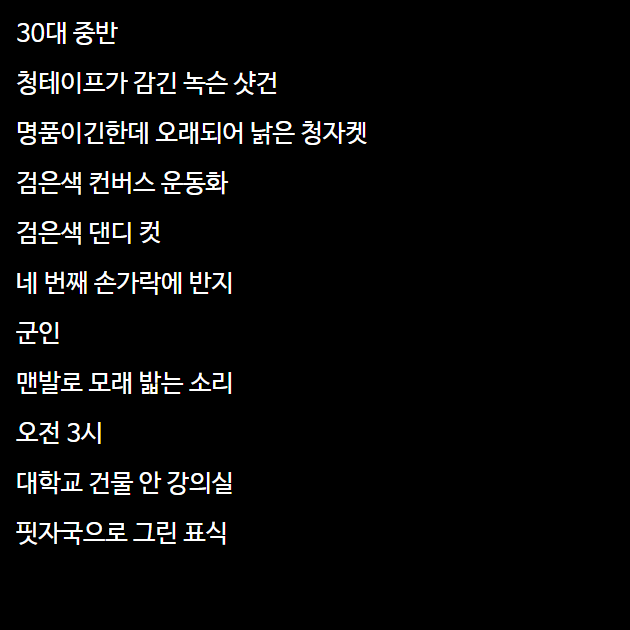 30대 중반
청테이프가 감긴 녹슨 샷건
명품이긴한데 오래되어 낡은 청자켓
검은색 컨버스 운동화
검은색 댄디 컷
네 번째 손가락에 반지
군인
맨발로 모래 밟는 소리
오전 3시
대학교 건물 안 강의실
핏자국으로 그린 표식